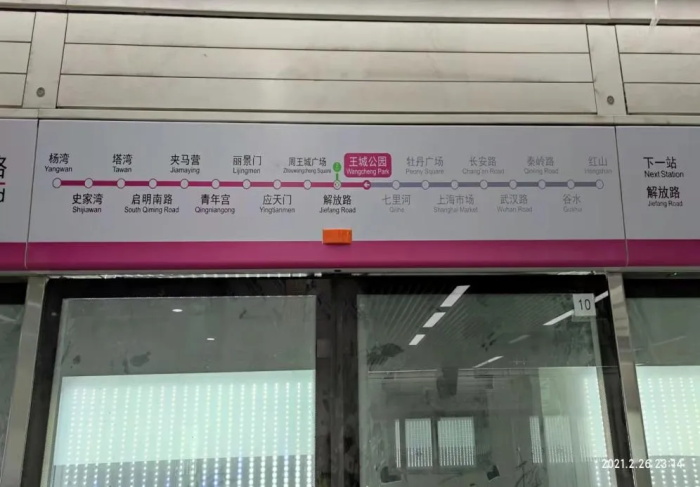 杨湾
Yangwan
史家湾
Shijiawan
塔湾
Tawan
启明南路
South Qiming Road
夹马营
Jiamaying
青年宫
Qingniangong
丽景门
Lijingmen
应天门
Yingtianmen
周王城广场
Zhouwangcheng Square
解放路
Jiefang Road
王城公园
Wangcheng Park
七里河
Qilihe
牡丹广场
Peony Square
上海市场
Shanghai Market
长安路
Chang'an Road
武汉路
Wuhan Road
秦岭路
Qinling Road
谷水
Gushui
红山
Hongshan
下一站
Next Station
解放路
Jiefang Road
路
10
2021.2.26 23:14